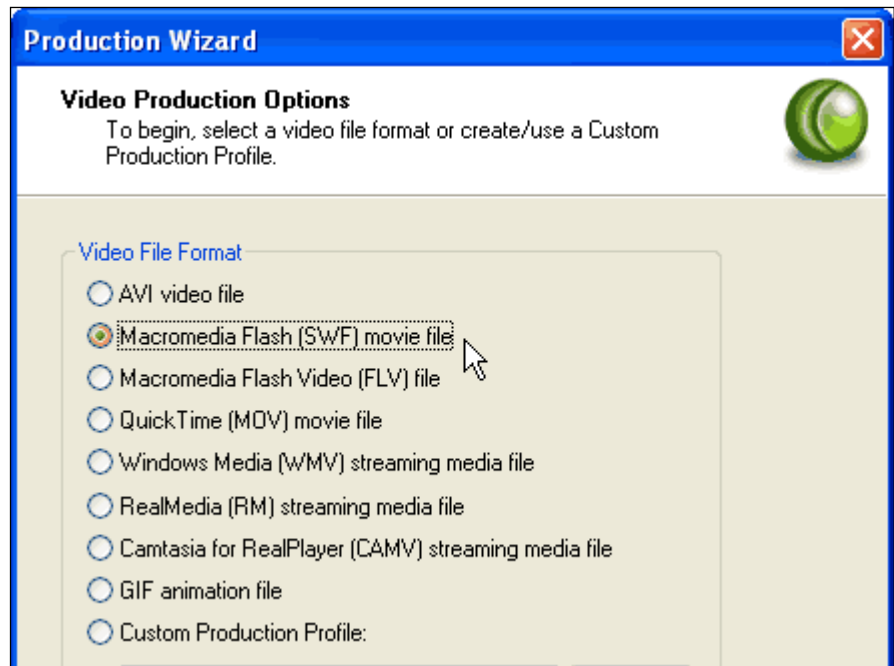 Production Wizard
Video Production Options
To begin, select a video file format or create/use a Custom
Production Profile.
Video File Format
AVI video file
Macromedia Flash (SWF) movie file
Macromedia Flash Video (FLV) file
QuickTime (MOV) movie file
Windows Media (WMV) streaming media file
RealMedia (RM) streaming media file
Camtasia for RealPlayer (CAMV) streaming media file
GIF animation file
Custom Production Profile: